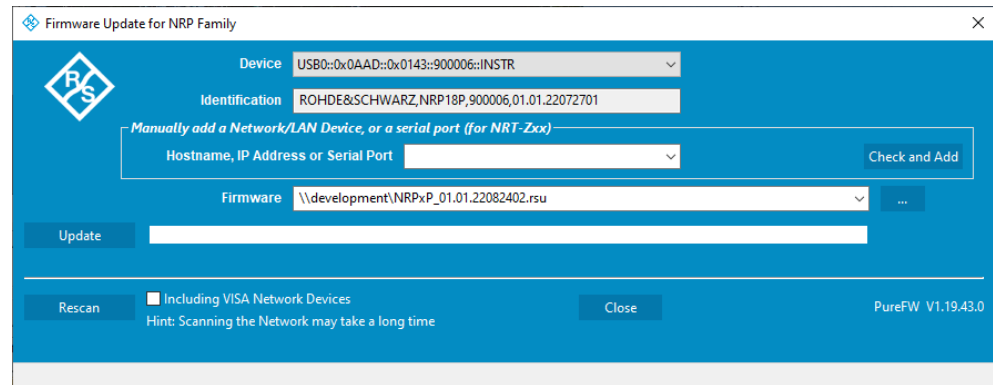 Firmware Update for NRP Family
R&S
Device USB0::0x0AAD::0x0143::900006::INSTR
Identification ROHDE&SCHWARZ,NRP18P,900006,01.01.22072701
Manually add a Network/LAN Device, or a serial port (for NRT-Zxx)
Hostname, IP Address or Serial Port Check and Add
Firmware \\development\NRPxP_01.01.22082402.rsu ...
Update
Rescan Including VISA Network Devices Close PureFW V1.19.43.0
Hint: Scanning the Network may take a long time